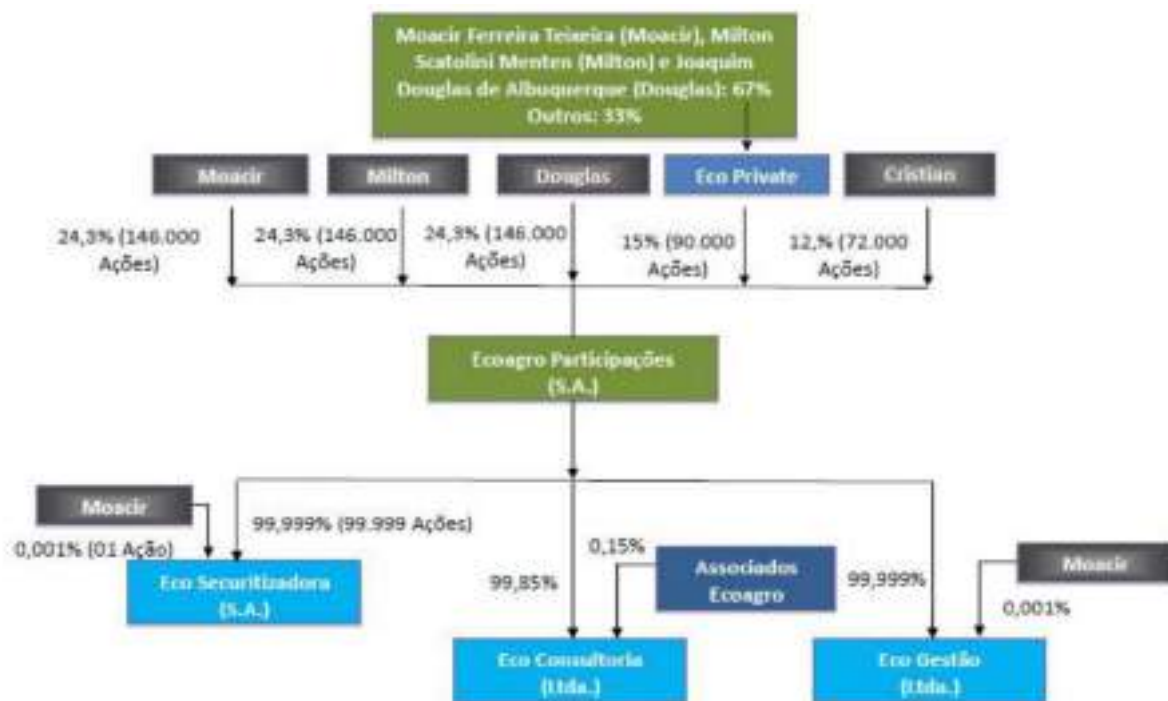 Moacir Ferreira Teixeira (Moacir), Milton
Scatolini Menten (Milton) e Joaquim
Douglas de Albuquerque (Douglas): 67%
Outros: 33%
Moacir
Milton
Douglas
Eco Private
Cristian
24,3% (146.000
Ações)
24,3% (146.000
Ações)
24,3% (146.000
Ações)
15% (90.000
Ações)
12,% (72.000
Ações)
Ecoagro Participações
(S.A.)
Moacir
0,001% (01 Ação)
99,999% (99.999 Ações)
Eco Securitizadora
(S.A.)
99,85%
0,15%
Associados
Ecoagro
99,999%
Moacir
0,001%
Eco Consultoria
(Ltda.)
Eco Gestão
(Ltda.)